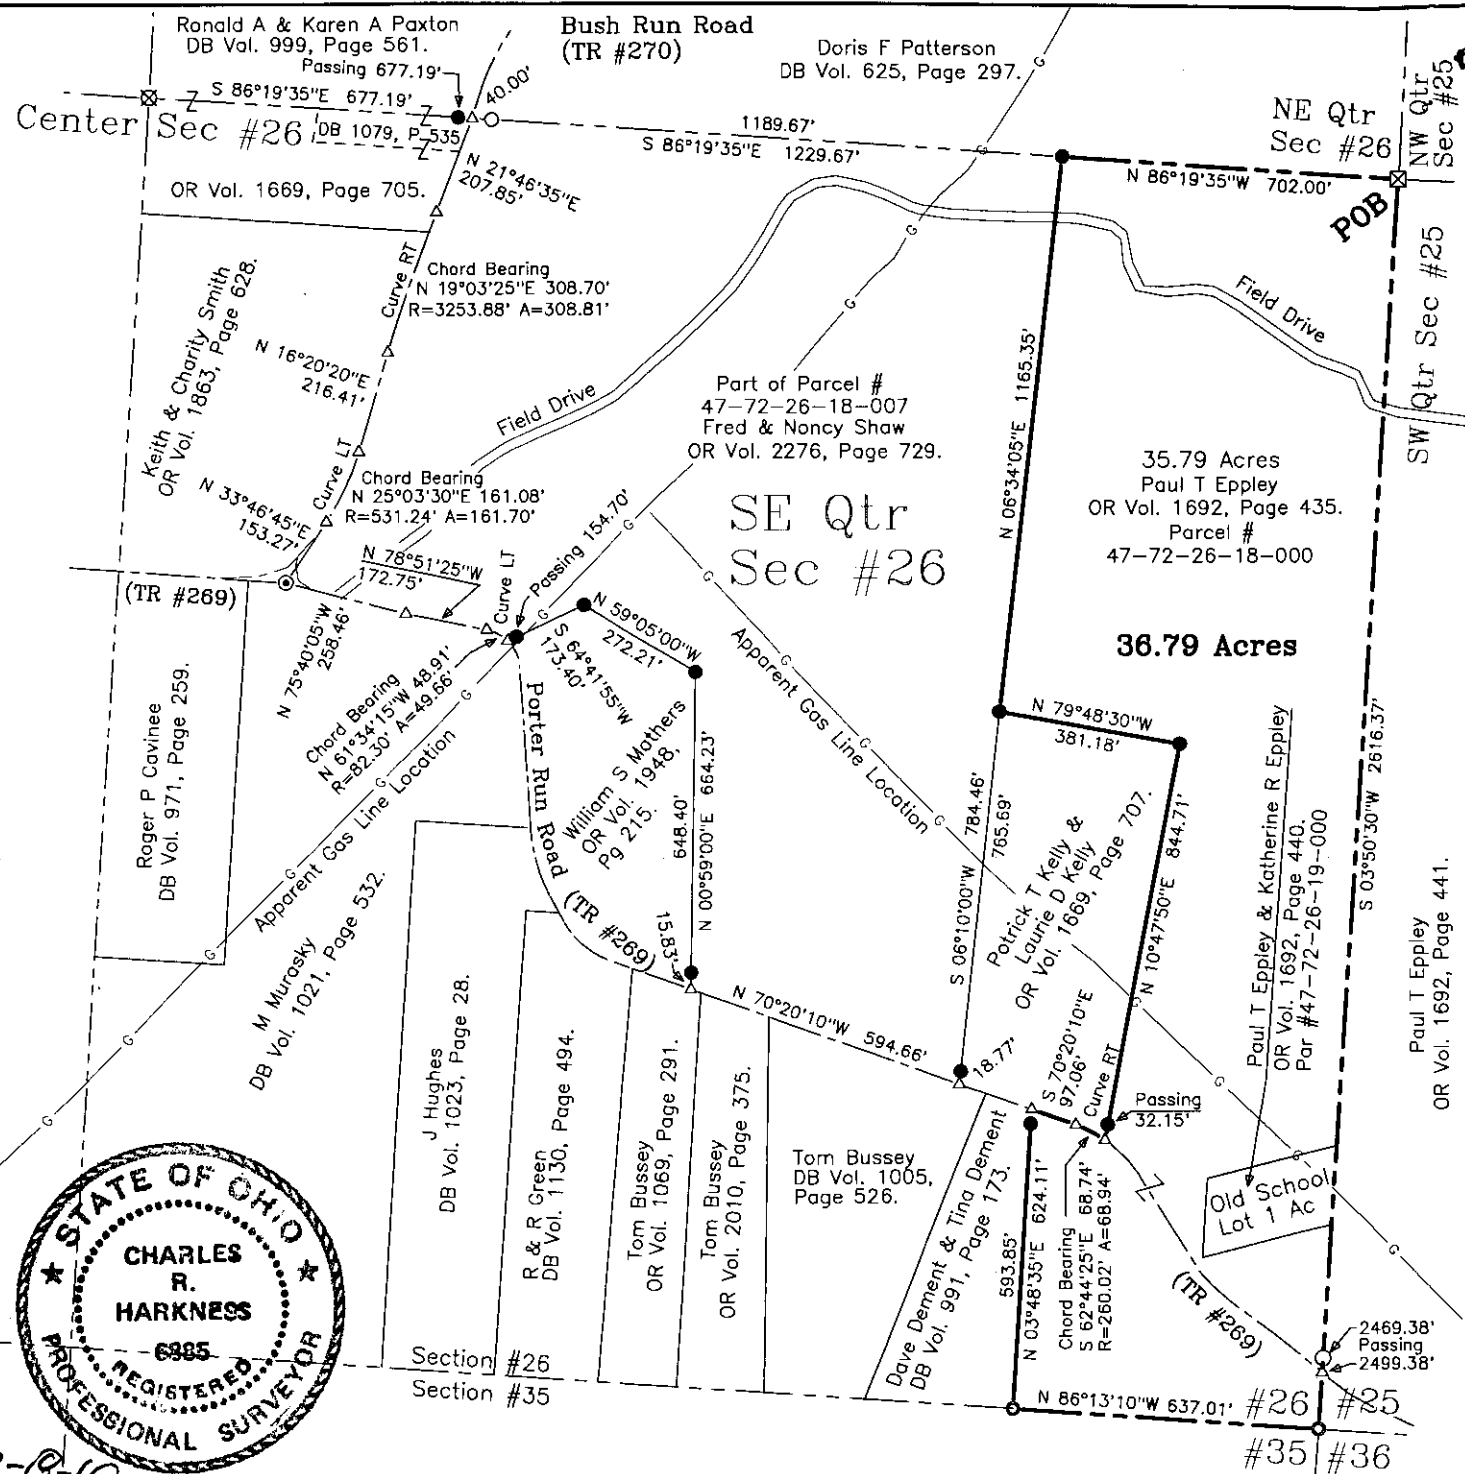 Ronald A & Karen A Paxton
DB Vol. 999, Page 561.
Passing 677.19'
40.00'
Bush Run Road
(TR #270)
Doris F Patterson
DB Vol. 625, Page 297.
NE Qtr
Sec #26
NW Qtr
Sec #25
S 86°19'35"E 677.19'
Center Sec #26
DB 1079, P 535
1189.67'
S 86°19'35"E 1229.67'
N 86°19'35"W 702.00'
POB
OR Vol. 1669, Page 705.
N 21°46'35"E
207.85'
Curve RT
Chord Bearing
N 19°03'25"E 308.70'
R=3253.88' A=308.81'
Keith & Charity Smith
OR Vol. 1863, Page 628.
N 16°20'20"E
216.41'
Curve LT
Field Drive
Field Drive
SW Qtr Sec #25
Part of Parcel #
47-72-26-18-007
Fred & Noncy Shaw
OR Vol. 2276, Page 729.
N 06°34'05"E 1165.35'
35.79 Acres
Paul T Eppley
OR Vol. 1692, Page 435.
Parcel #
47-72-26-18-000
Chord Bearing
N 25°03'30"E 161.08'
R=531.24' A=161.70'
N 33°46'45"E
153.27'
SE Qtr
Sec #26
(TR #269)
N 78°51'25"W
172.75'
Curve LT
Passing 154.70'
N 75°40'05"W
258.46'
N 59°05'00"W
272.21'
S 64°41'55"W
173.40'
Chord Bearing
N 61°34'15"W 48.91'
R=82.30' A=49.66'
Apparent Gas Line Location
36.79 Acres
Roger P Cavinee
DB Vol. 971, Page 259.
Apparent Gas Line Location
Porter Run Road (TR #269)
William S Mathers
OR Vol. 1948,
Pg 215.
648.40'
N 00°59'00"E 664.23'
15.83'
N 79°48'30"W
381.18'
S 06°10'00"W 784.46'
765.69'
Patrick T Kelly &
Laurie D Kelly
OR Vol. 1669, Page 707.
N 10°47'50"E 844.71'
Paul T Eppley & Katherine R Eppley
OR Vol. 1692, Page 440.
Par #47-72-26-19-000
S 03°50'30"W 2616.37'
Paul T Eppley
OR Vol. 1692, Page 441.
M Murasky
DB Vol. 1021, Page 532.
J Hughes
DB Vol. 1023, Page 28.
R & R Green
DB Vol. 1130, Page 494.
Tom Bussey
OR Vol. 1069, Page 291.
Tom Bussey
OR Vol. 2010, Page 375.
Tom Bussey
DB Vol. 1005,
Page 526.
N 70°20'10"W 594.66'
18.77'
S 70°20'10"E
97.06'
Curve RT
Passing
32.15'
Dave Dement & Tina Dement
DB Vol. 991, Page 173.
593.85'
N 03°48'35"E 624.11'
Chord Bearing
S 62°44'25"E 68.74'
R=260.02' A=68.94'
Old School
Lot 1 Ac
(TR #269)
2469.38'
Passing
2499.38'
STATE OF OHIO
CHARLES
R.
HARKNESS
6885
REGISTERED
PROFESSIONAL SURVEYOR
Section #26
Section #35
N 86°13'10"W 637.01'
#26 #25
#35 #36
G G G G G G G G G G G G G G G G G G G G